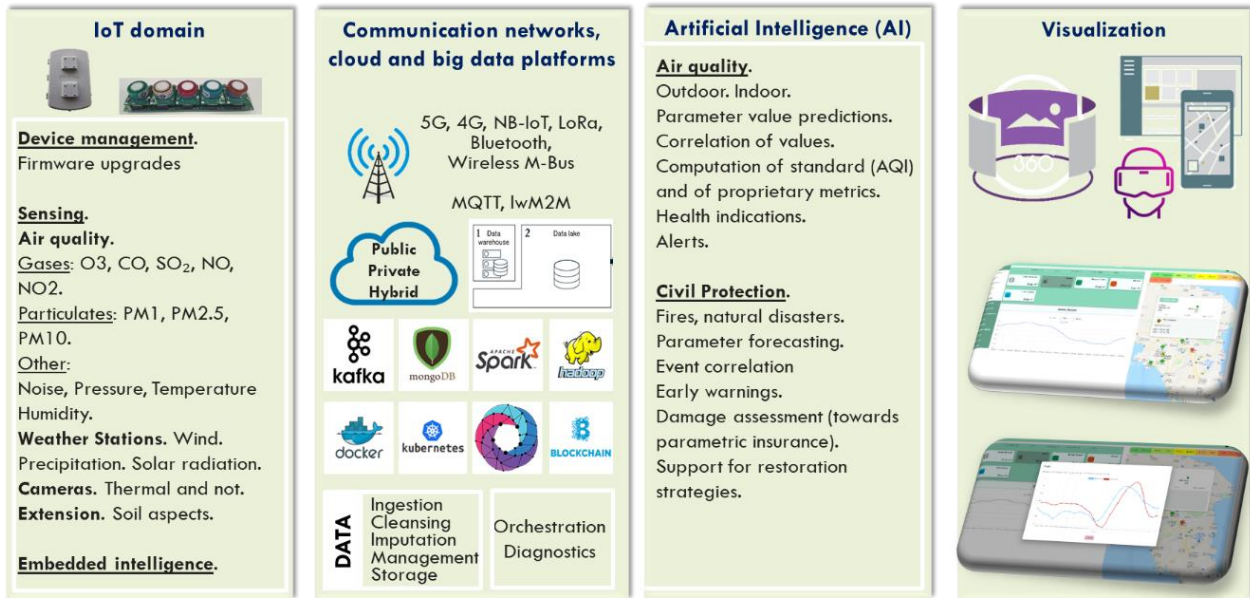 IoT domain
Device management.
Firmware upgrades
Sensing.
Air quality.
Gases: O3, CO, SO₂, NO,
NO2.
Particulates: PM1, PM2.5,
PM10.
Other:
Noise, Pressure, Temperature
Humidity.
Weather Stations. Wind.
Precipitation. Solar radiation.
Cameras. Thermal and not.
Extension. Soil aspects.
Embedded intelligence.
Communication networks,
cloud and big data platforms
5G, 4G, NB-IoT, LoRa,
Bluetooth,
Wireless M-Bus
MQTT, lwM2M
Public
Private
Hybrid
1 Data
warehouse
2 Data lake
kafka
mongoDB
APACHE
Spark
hadoop
docker
kubernetes
BLOCKCHAIN
DATA
Ingestion
Cleansing
Imputation
Management
Storage
Orchestration
Diagnostics
Artificial Intelligence (AI)
Air quality.
Outdoor. Indoor.
Parameter value predictions.
Correlation of values.
Computation of standard (AQI)
and of proprietary metrics.
Health indications.
Alerts.
Civil Protection.
Fires, natural disasters.
Parameter forecasting.
Event correlation
Early warnings.
Damage assessment (towards
parametric insurance).
Support for restoration
strategies.
Visualization
360